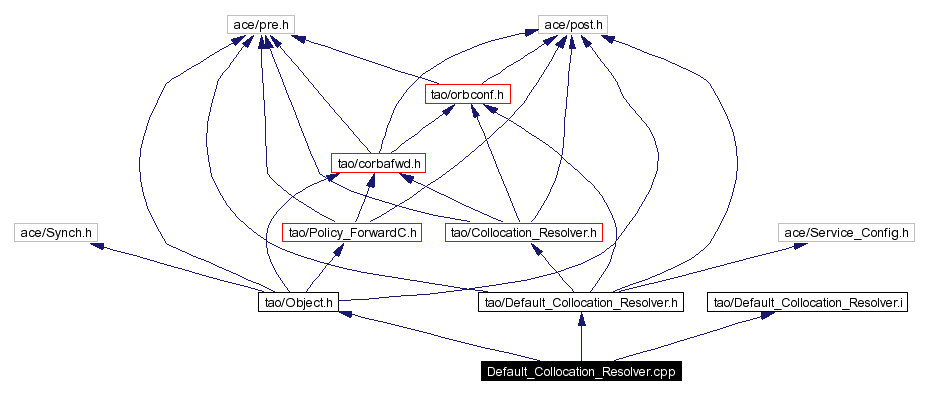 ace/pre.h
ace/post.h
tao/orbconf.h
tao/corbafwd.h
ace/Synch.h
tao/Policy_ForwardC.h
tao/Collocation_Resolver.h
ace/Service_Config.h
tao/Object.h
tao/Default_Collocation_Resolver.h
tao/Default_Collocation_Resolver.i
Default_Collocation_Resolver.cpp